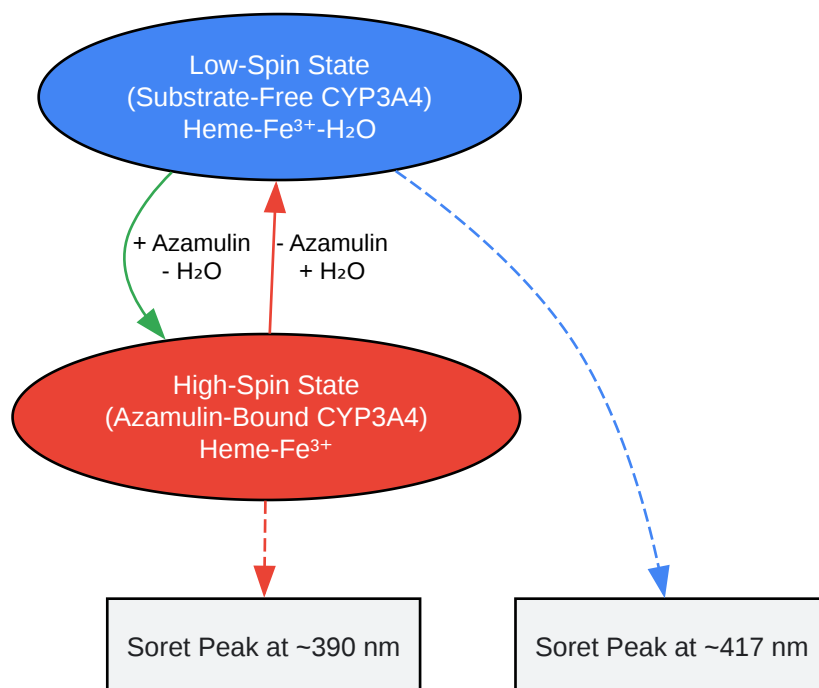 Low-Spin State
(Substrate-Free CYP3A4)
Heme-Fe³⁺-H₂O
+ Azamulin
- H₂O
- Azamulin
+ H₂O
High-Spin State
(Azamulin-Bound CYP3A4)
Heme-Fe³⁺
Soret Peak at ~390 nm
Soret Peak at ~417 nm